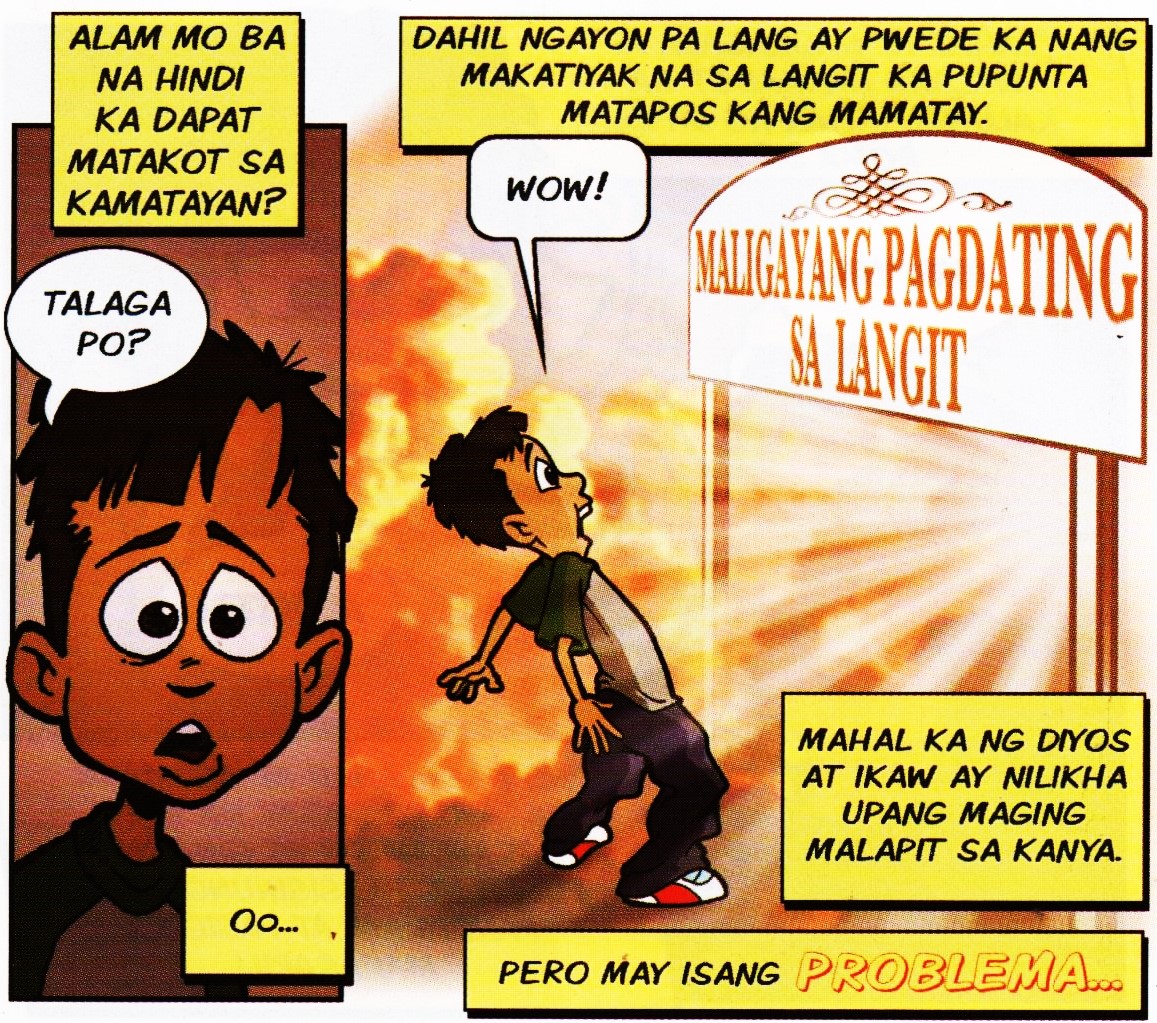 ALAM MO BA
NA HINDI
KA DAPAT
MATAKOT SA
KAMATAYAN?
TALAGA
PO?
OO...
DAHIL NGAYON PA LANG AY PWEDE KA NANG
MAKATIYAK NA SA LANGIT KA PUPUNTA
MATAPOS KANG MAMATAY.
WOW!
MALIGAYANG PAGDATING
SA LANGIT
MAHAL KA NG DIYOS
AT IKAW AY NILIKHA
UPANG MAGING
MALAPIT SA KANYA.
PERO MAY ISANG PROBLEMA...